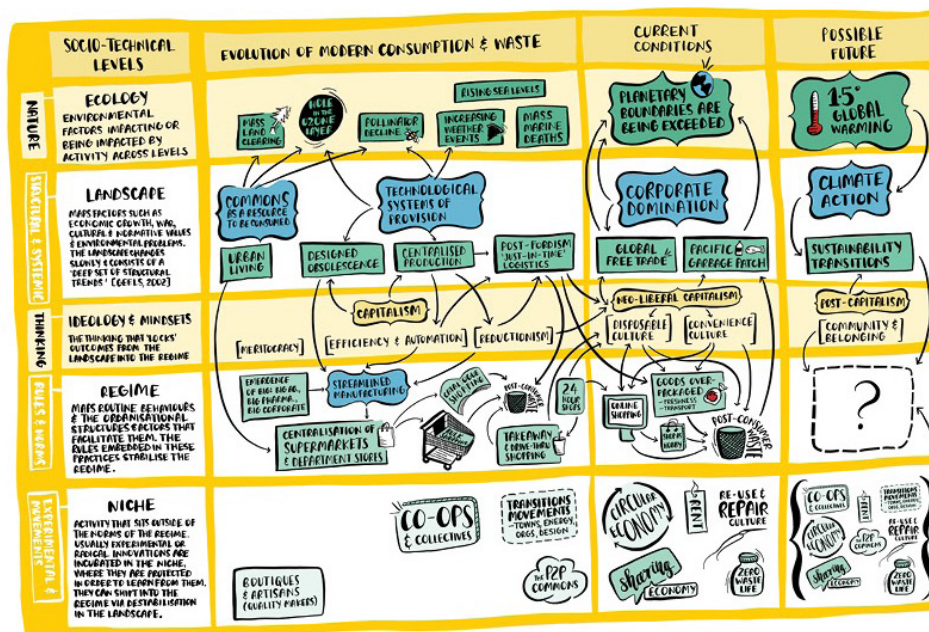 SOCIO-TECHNICAL
LEVELS
EVOLUTION OF MODERN CONSUMPTION & WASTE
CURRENT
CONDITIONS
POSSIBLE
FUTURE
NATURE
ECOLOGY
ENVIRONMENTAL
FACTORS IMPACTING OR
BEING IMPACTED BY
ACTIVITY ACROSS LEVELS
MASS
LAND
CLEARING
HOLE
IN THE
OZONE
LAYER
POLLINATOR
DECLINE
RISING SEA LEVELS
INCREASING
WEATHER
EVENTS
MASS
MARINE
DEATHS
PLANETARY
BOUNDARIES ARE
BEING EXCEEDED
1.5°
GLOBAL
WARMING
STRUCTURAL & SYSTEMIC
LANDSCAPE
MAPS FACTORS SUCH AS
ECONOMIC GROWTH, WAR,
CULTURAL & NORMATIVE VALUES
& ENVIRONMENTAL PROBLEMS.
THE LANDSCAPE CHANGES
SLOWLY & CONSISTS OF A
'DEEP SET OF STRUCTURAL
TRENDS' [GEELS, 2002]
COMMONS
AS A RESOURCE
TO BE CONSUMED
TECHNOLOGICAL
SYSTEMS OF
PROVISION
CORPORATE
DOMINATION
CLIMATE
ACTION
URBAN
LIVING
DESIGNED
OBSOLESCENCE
CENTRALISED
PRODUCTION
POST-FORDISM
'JUST-IN-TIME'
LOGISTICS
GLOBAL
FREE TRADE
PACIFIC
GARBAGE PATCH
SUSTAINABILITY
TRANSITIONS
THINKING
IDEOLOGY & MINDSETS
THE THINKING THAT 'LOCKS'
OUTCOMES FROM THE
LANDSCAPE INTO THE REGIME
CAPITALISM
[MERITOCRACY]
[EFFICIENCY & AUTOMATION]
[REDUCTIONISM]
NEO-LIBERAL CAPITALISM
[DISPOSABLE
CULTURE]
[CONVENIENCE
CULTURE]
POST-CAPITALISM
[COMMUNITY &
BELONGING]
RULES & NORMS
REGIME
MAPS ROUTINE BEHAVIOURS
& THE ORGANISATIONAL
STRUCTURES & FACTORS THAT
FACILITATE THEM. THE
RULES EMBEDDED IN THESE
PRACTICES STABILISE THE
REGIME.
EMERGENCE
OF BIG: BIG AG,
BIG PHARMA,
BIG CORPORATE
STREAMLINED
MANUFACTURING
SHOPPING
POST-CONSUMER
WASTE
24
HOUR
SHOPS
CENTRALISATION OF
SUPERMARKETS
& DEPARTMENT STORES
TAKEAWAY
& DRIVE-THRU
SHOPPING
ONLINE
SHOPPING
GOODS OVER-
PACKAGED
-FRESHNESS
-TRANSPORT
SHOP AS
HOBBY
POST-CONSUMER
WASTE
?
EXPERIMENTAL &
MOVEMENTS
NICHE
ACTIVITY THAT SITS OUTSIDE OF
THE NORMS OF THE REGIME.
USUALLY EXPERIMENTAL OR
RADICAL INNOVATIONS ARE
INCUBATED IN THE NICHE,
WHERE THEY ARE PROTECTED
IN ORDER TO LEARN FROM THEM.
THEY CAN SHIFT INTO THE
REGIME VIA DESTABILISATION
IN THE LANDSCAPE.
BOUTIQUES
& ARTISANS
(QUALITY MAKERS)
CO-OPS
& COLLECTIVES
TRANSITIONS
MOVEMENTS
-TOWNS, ENERGY,
ORGS, DESIGN
THE P2P
COMMONS
CIRCULAR
ECONOMY
RENT
RE-USE &
REPAIR
CULTURE
Sharing
ECONOMY
ZERO
WASTE
LIFE
CO-OPS
& COLLECTIVES
TRANSITIONS
MOVEMENTS
-TOWNS, ENERGY,
ORGS, DESIGN
RENT
CIRCULAR
ECONOMY
RE-USE &
REPAIR
CULTURE
THE P2P
COMMONS
Sharing
ECONOMY
ZERO
WASTE
LIFE